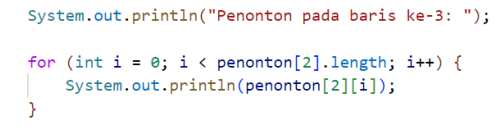 System.out.println("Penonton pada baris ke-3: ");
for (int i = 0; i < penonton[2].length; i++) {
System.out.println(penonton[2][i]);
}